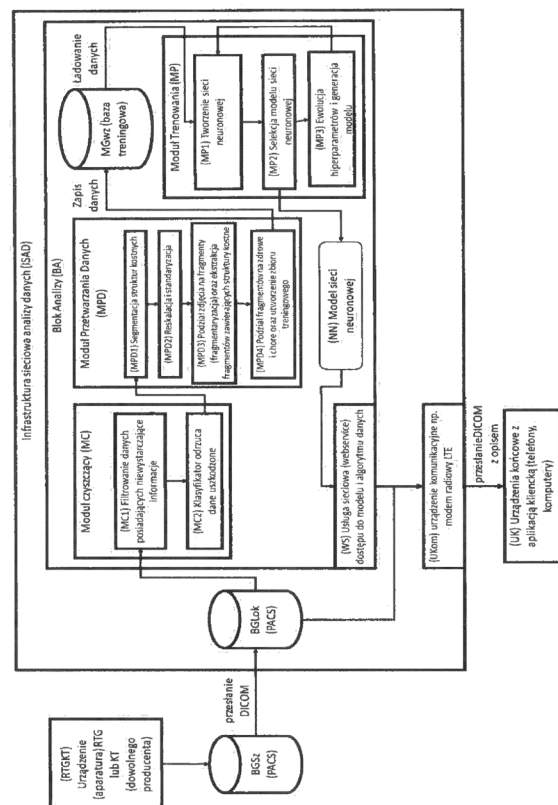 Infrastruktura sieciowa analizy danych (ISAD)
(RTGKT)
Urządzenie
(aparatura) RTG
lub KT
(dowolnego
producenta)
BGSz
(PACS)
przesłanie
DICOM
BGLok
(PACS)
Blok Analizy (BA)
Moduł czyszczący (MC)
(MC1) Filtrowanie danych
posiadających niewystarczające
informacje
(MC2) Klasyfikator odrzuca
dane uszkodzone
Moduł Przetwarzania Danych
(MPD)
(MPD1) Segmentacja struktur kostnych
(MPD2) Reskalacja i standaryzacja
(MPD3) Podział zdjęcia na fragmenty
(fragmentaryzacja) oraz ekstrakcja
fragmentów zawierających struktury kostne
(MPD4) Podział fragmentów na zdrowe
i chore oraz utworzenie zbioru
treningowego
Zapis
danych
MGwz (baza
treningowa)
Ładowanie
danych
Moduł Trenowania (MP)
(MP1) Tworzenie sieci
neuronowej
(MP2) Selekcja modelu sieci
neuronowej
(MP3) Ewolucja
hiperparametrów i generacja
modelu
(NN) Model sieci
neuronowej
(WS) Usługa sieciowa (webservice)
dostępu do modelu i algorytmu danych
(UKom) urządzenie komunikacyjne np.
modem radiowy LTE
przesłanieDICOM
z opisem
(UK) Urządzenia końcowe z
aplikacją kliencką (telefony,
komputery)